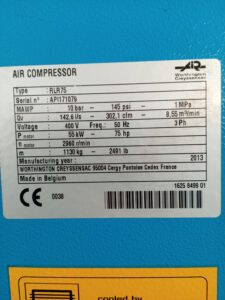 AIR COMPRESSOR
Worthington
Creyssensac
Type : RLR75
Serial n° : API171079
MAWP : 10 bar - 145 psi - 1 MPa
Qv : 142,6 l/s - 302,1 cfm - 8,55 m³/min
Voltage : 400 V Freq.: 50 Hz 3 Ph
P motor : 55 kW - 75 hp
n motor : 2960 r/min
m : 1130 kg - 2491 lb
Manufacturing year : 2013
WORTHINGTON CREYSSENSAC 95004 Cergy Pontoise Cedex France
Made in Belgium
1625 8498 01
CE 0038
cooled by